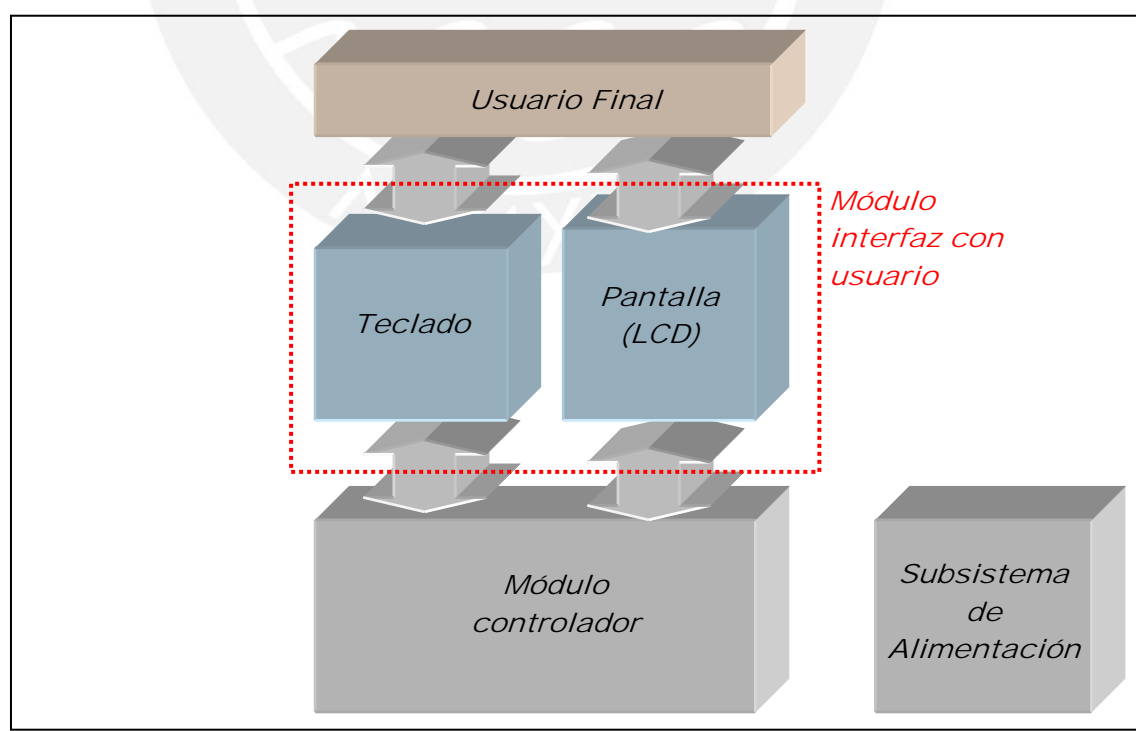 Usuario Final
Módulo
interfaz con
usuario
Teclado
Pantalla
(LCD)
Módulo
controlador
Subsistema
de
Alimentación